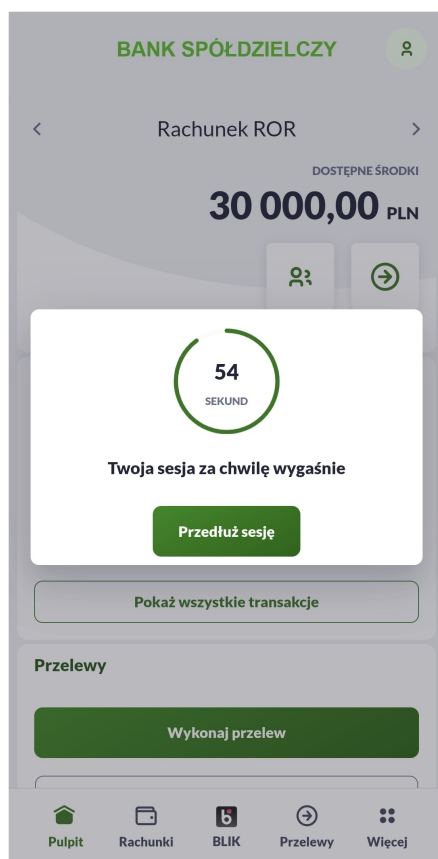 BANK SPÓŁDZIELCZY
Rachunek ROR
DOSTĘPNE ŚRODKI
30 000,00 PLN
54
SEKUND
Twoja sesja za chwilę wygaśnie
Przedłuż sesję
Pokaż wszystkie transakcje
Przelewy
Wykonaj przelew
Pulpit Rachunki BLIK Przelewy Więcej